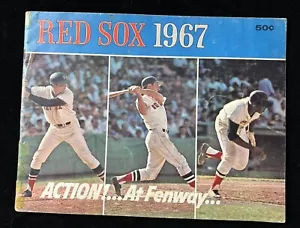 RED SOX 1967
50¢
ACTION!...At Fenway...